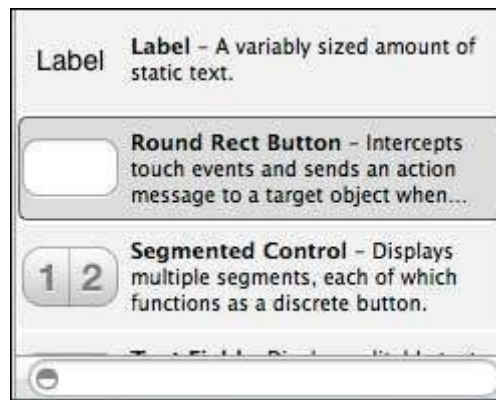 Label
Label – A variably sized amount of
static text.
Round Rect Button – Intercepts
touch events and sends an action
message to a target object when...
1 2
Segmented Control – Displays
multiple segments, each of which
functions as a discrete button.